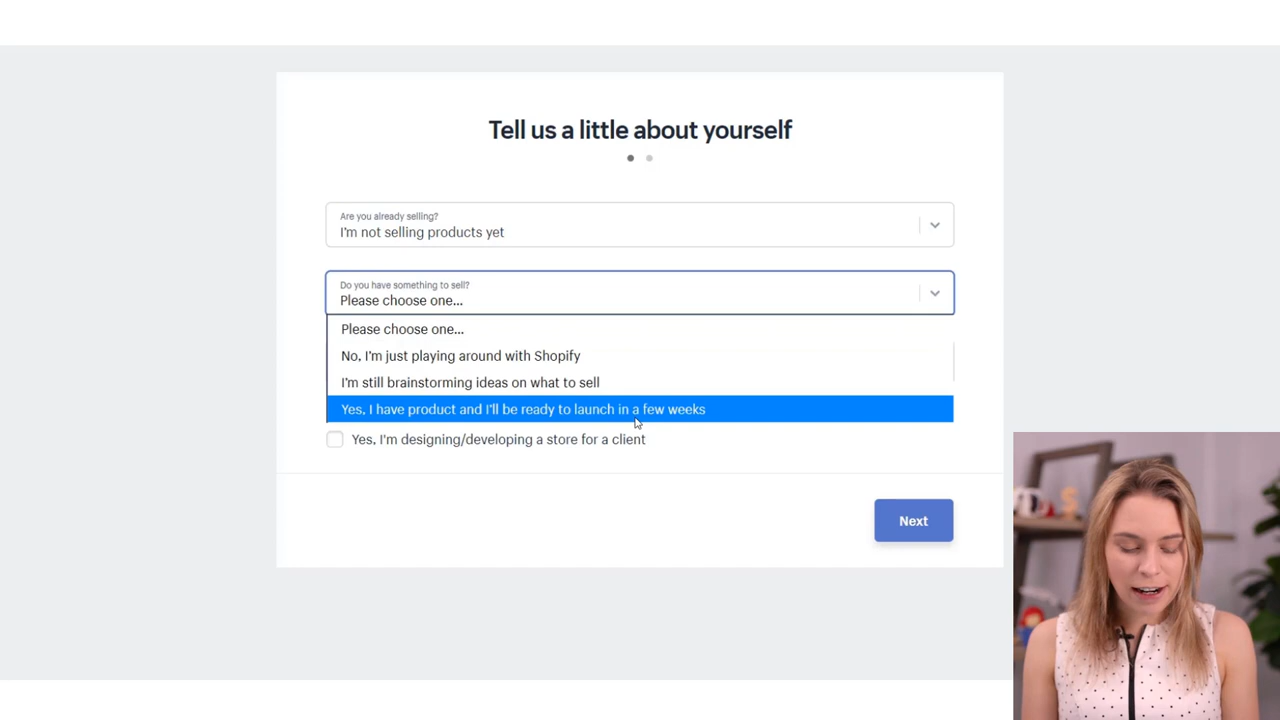 Tell us a little about yourself
Are you already selling?
I'm not selling products yet
Do you have something to sell?
Please choose one...
Please choose one...
No, I'm just playing around with Shopify
I'm still brainstorming ideas on what to sell
Yes, I have product and I'll be ready to launch in a few weeks
Yes, I'm designing/developing a store for a client
Next